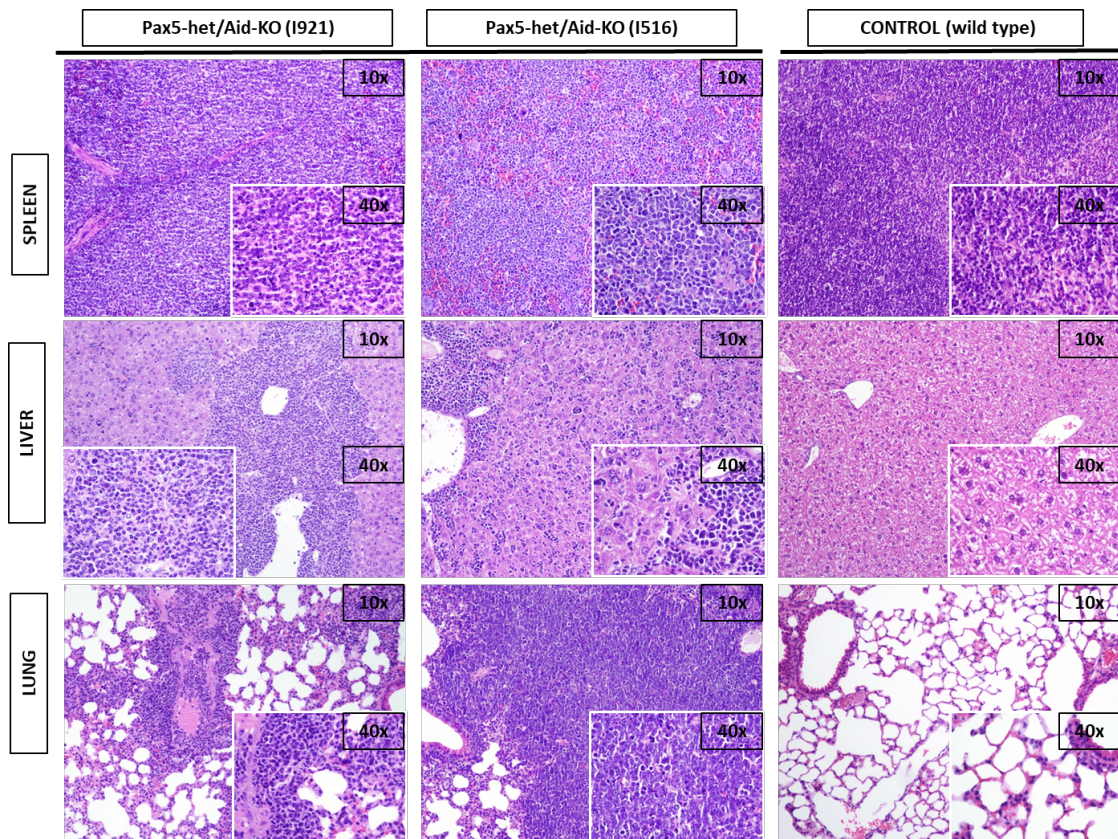 Pax5-het/Aid-KO (I921)
Pax5-het/Aid-KO (I516)
CONTROL (wild type)
SPLEEN
10x
40x
10x
40x
10x
40x
LIVER
10x
40x
10x
40x
10x
40x
LUNG
10x
40x
10x
40x
10x
40x